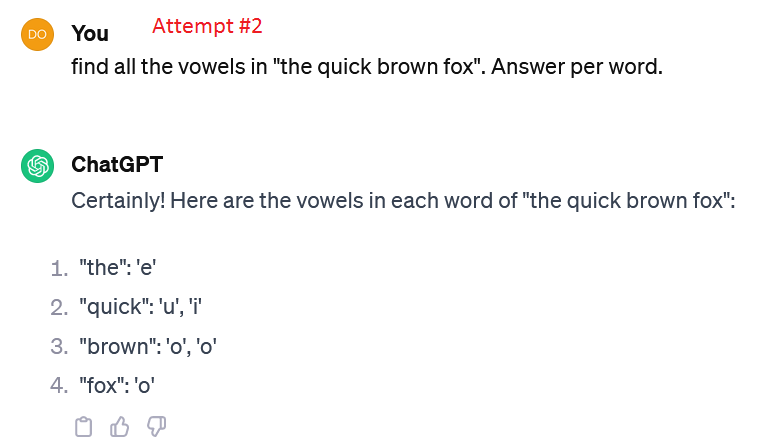 DO You Attempt #2
find all the vowels in "the quick brown fox". Answer per word.
ChatGPT
Certainly! Here are the vowels in each word of "the quick brown fox":
1. "the": 'e'
2. "quick": 'u', 'i'
3. "brown": 'o', 'o'
4. "fox": 'o'